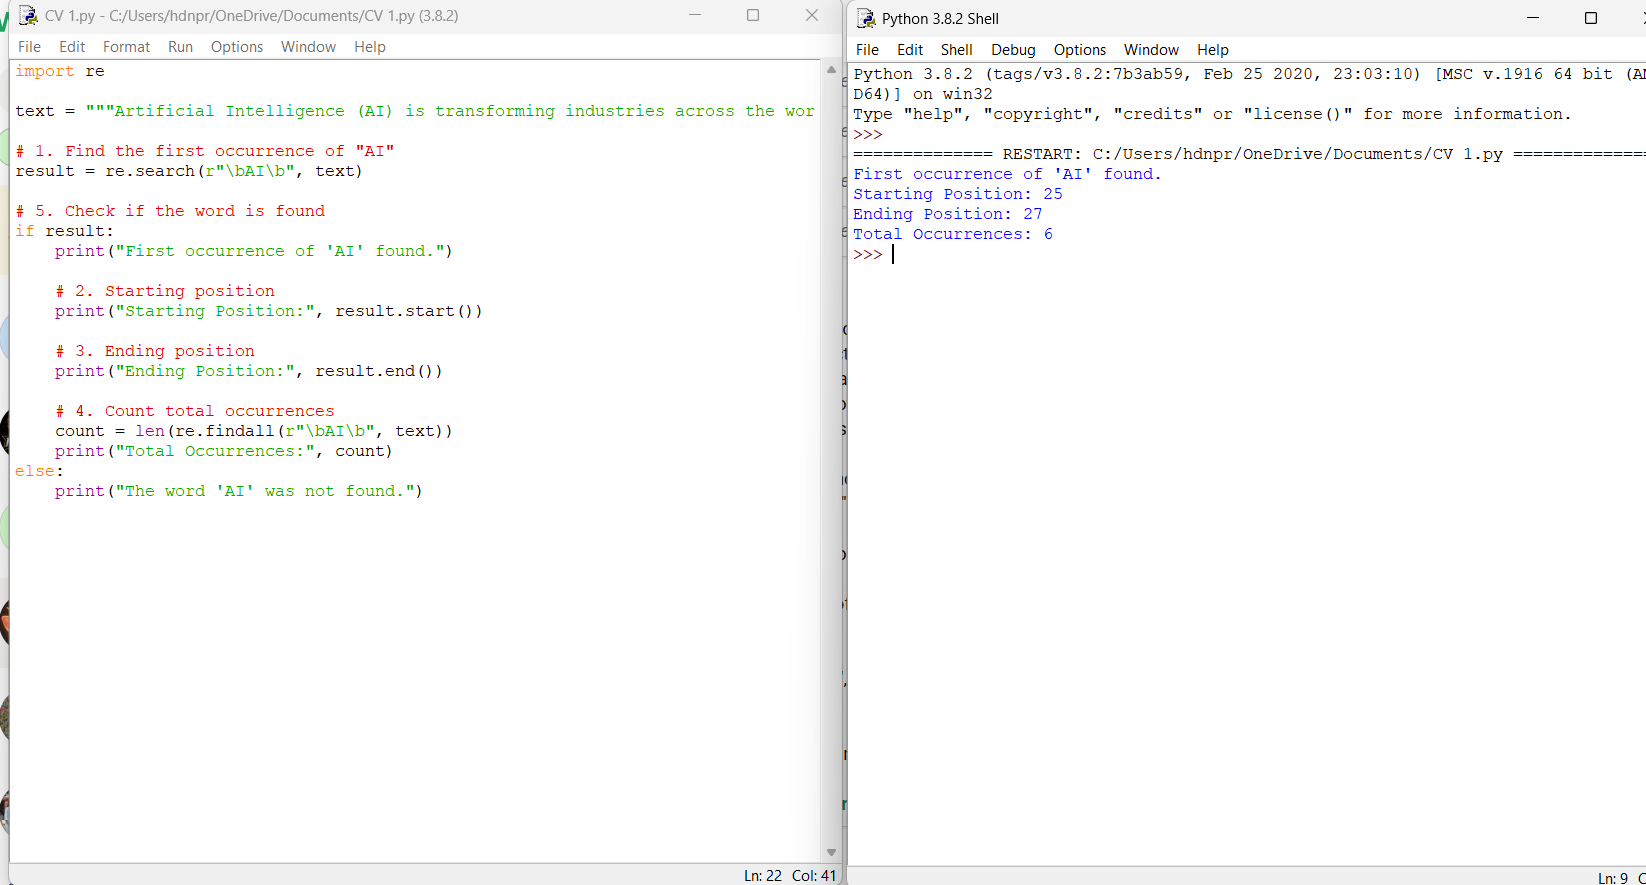 CV 1.py - C:/Users/hdnpr/OneDrive/Documents/CV 1.py (3.8.2)
File Edit Format Run Options Window Help
import re

text = """Artificial Intelligence (AI) is transforming industries across the wor

# 1. Find the first occurrence of "AI"
result = re.search(r"\bAI\b", text)

# 5. Check if the word is found
if result:
    print("First occurrence of 'AI' found.")

    # 2. Starting position
    print("Starting Position:", result.start())

    # 3. Ending position
    print("Ending Position:", result.end())

    # 4. Count total occurrences
    count = len(re.findall(r"\bAI\b", text))
    print("Total Occurrences:", count)
else:
    print("The word 'AI' was not found.")
Ln: 22 Col: 41
Python 3.8.2 Shell
File Edit Shell Debug Options Window Help
Python 3.8.2 (tags/v3.8.2:7b3ab59, Feb 25 2020, 23:03:10) [MSC v.1916 64 bit (AM
D64)] on win32
Type "help", "copyright", "credits" or "license()" for more information.
>>>
============== RESTART: C:/Users/hdnpr/OneDrive/Documents/CV 1.py ==============
First occurrence of 'AI' found.
Starting Position: 25
Ending Position: 27
Total Occurrences: 6
>>>
Ln: 9 C